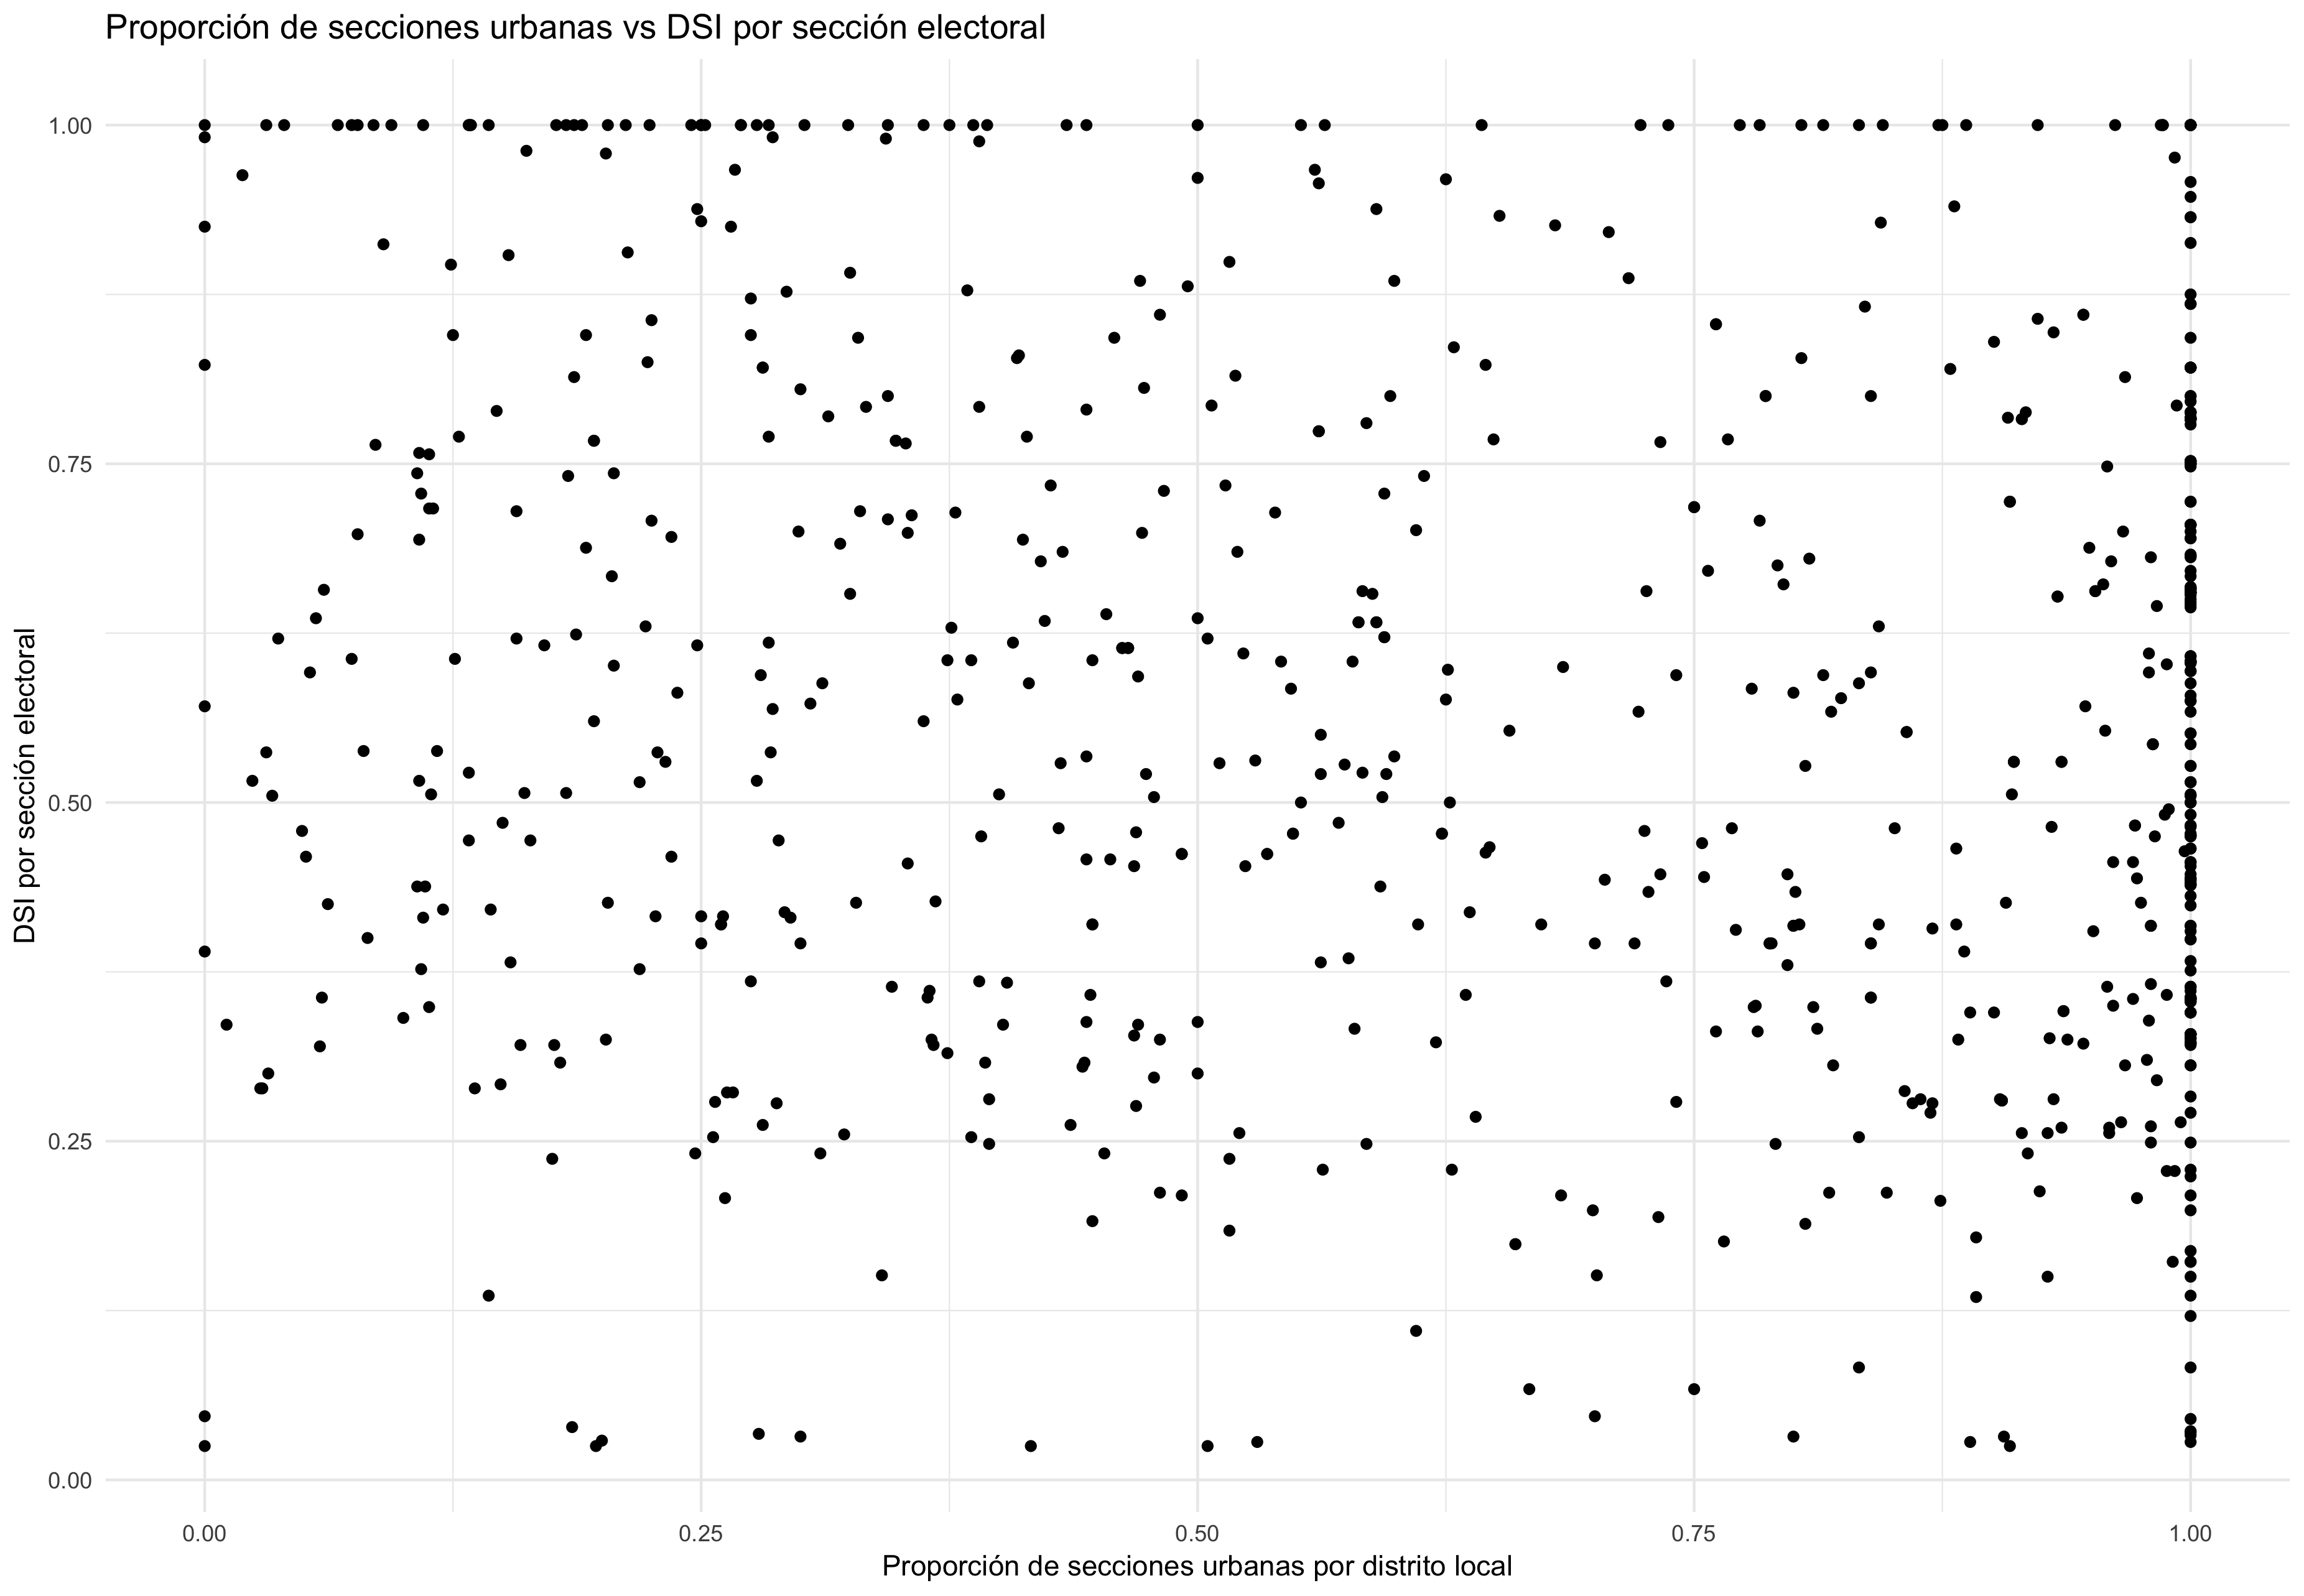 Proporción de secciones urbanas vs DSI por sección electoral
DSI por sección electoral
1.00
0.75
0.50
0.25
0.00
0.00 0.25 0.50 0.75 1.00
Proporción de secciones urbanas por distrito local